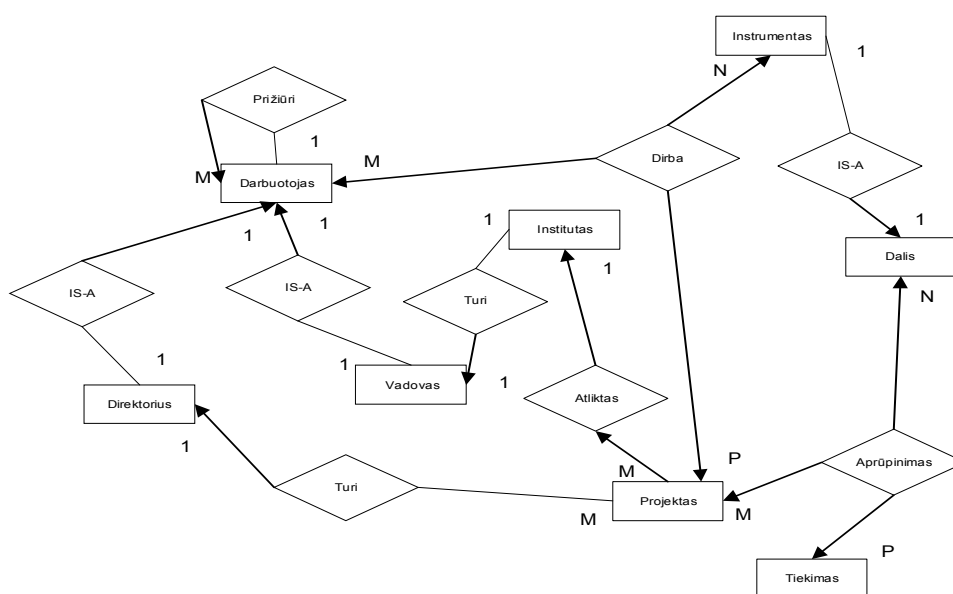 Instrumentas
1
N
Prižiūri
1
M
M
Darbuotojas
Dirba
IS-A
1
1
1
Institutas
1
1
Dalis
N
IS-A
IS-A
Turi
1
1
Vadovas
1
Direktorius
1
Atliktas
P
Aprūpinimas
M
Turi
M
Projektas
M
P
Tiekimas